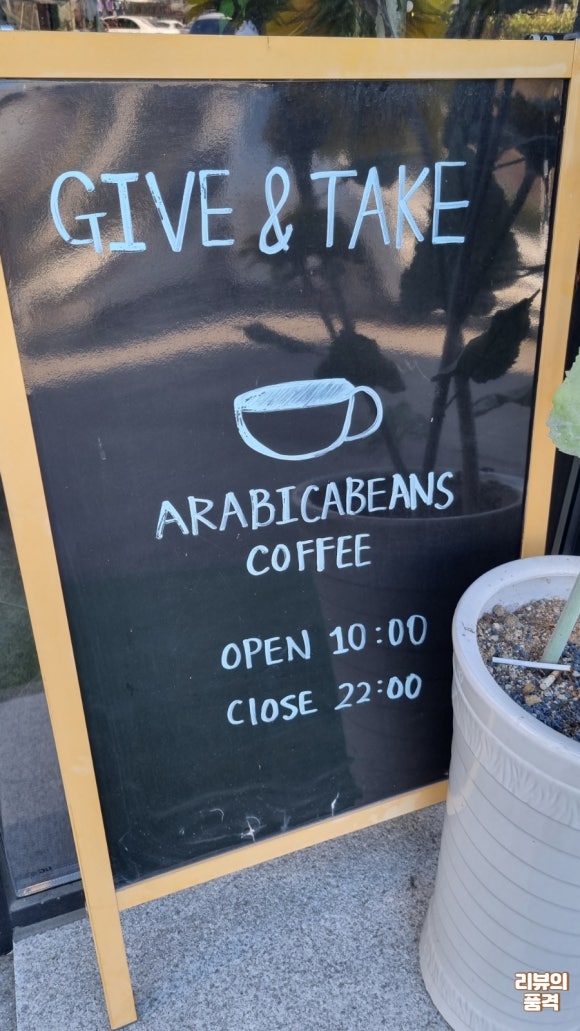 GIVE & TAKE
ARABICABEANS
COFFEE
OPEN 10:00
CLOSE 22:00
리뷰의
품격